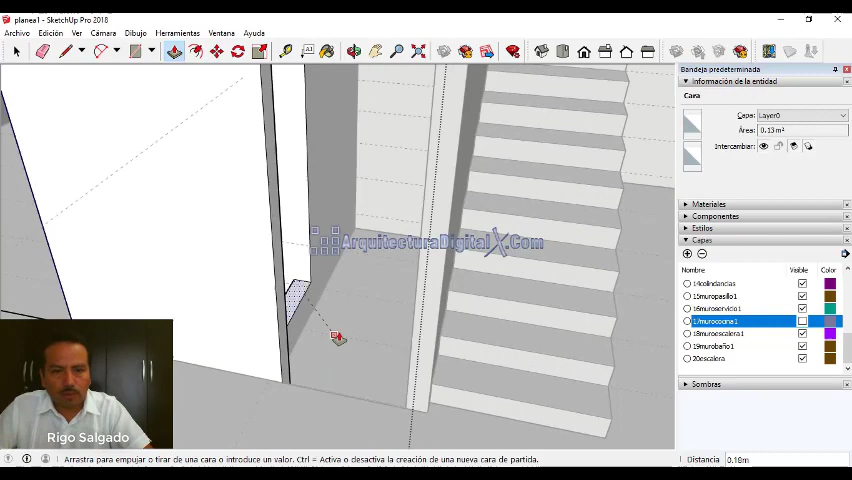 planea1 - SketchUp Pro 2018
Archivo Edición Ver Cámara Dibujo Herramientas Ventana Ayuda
Bandeja predeterminada
Información de la entidad
Cara
Capa: Layer0
Área: 0.13 m²
Intercambiar:
Materiales
Componentes
Estilos
Capas
Nombre Visible Color
14colindancias
15muropasillo1
16muroservicio1
17murococina1
18muroescalera1
19murobaño1
20escalera
Sombras
ArquitecturaDigitalX.Com
Rigo Salgado
Arrastra para empujar o tirar de una cara o introduce un valor. Ctrl = Activa o desactiva la creación de una nueva cara de partida.
Distancia 0.18m